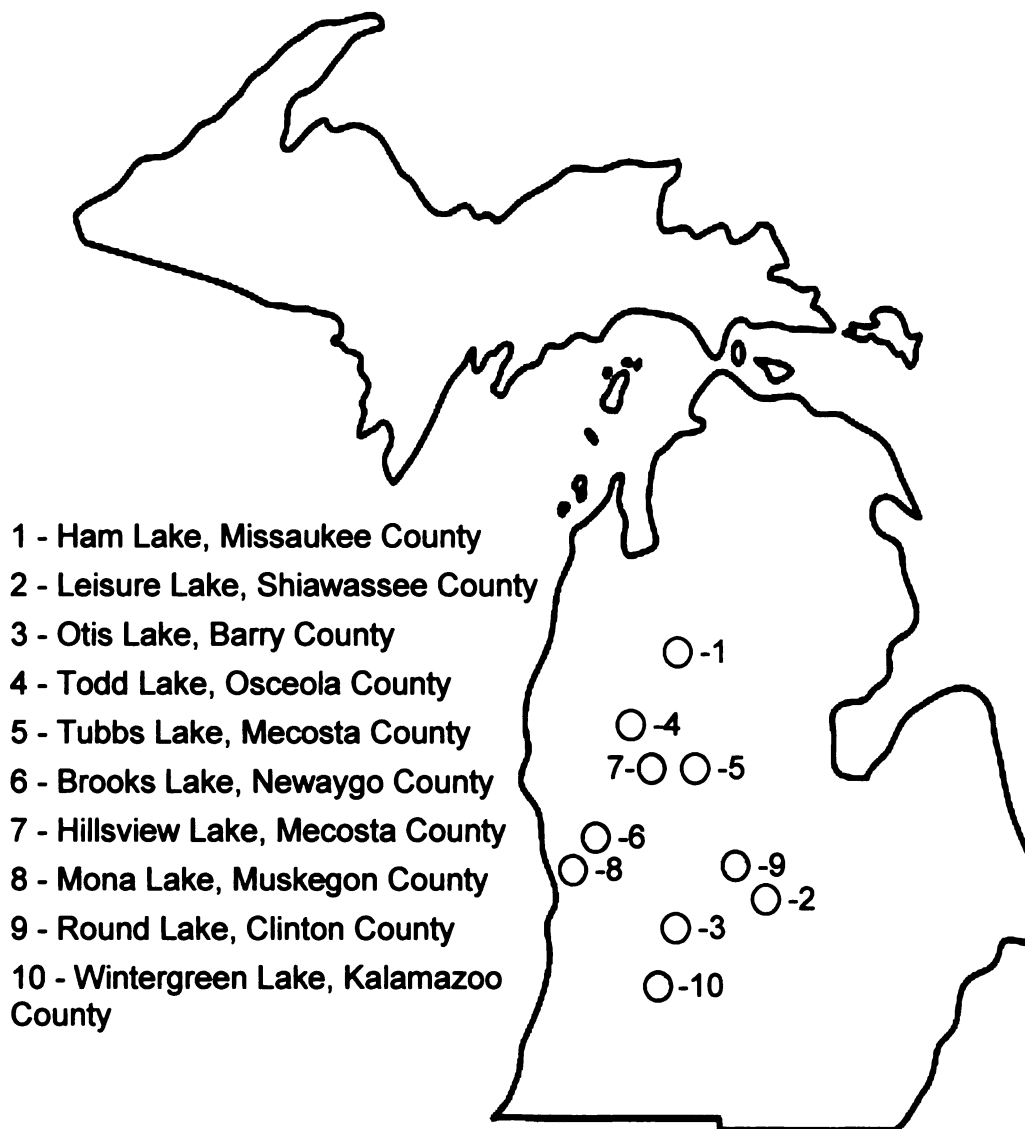 1 - Ham Lake, Missaukee County
2 - Leisure Lake, Shiawassee County
3 - Otis Lake, Barry County
4 - Todd Lake, Osceola County
5 - Tubbs Lake, Mecosta County
6 - Brooks Lake, Newaygo County
7 - Hillsview Lake, Mecosta County
8 - Mona Lake, Muskegon County
9 - Round Lake, Clinton County
10 - Wintergreen Lake, Kalamazoo
County
-1
-4
7-
-5
-6
-8
-9
-2
-3
-10